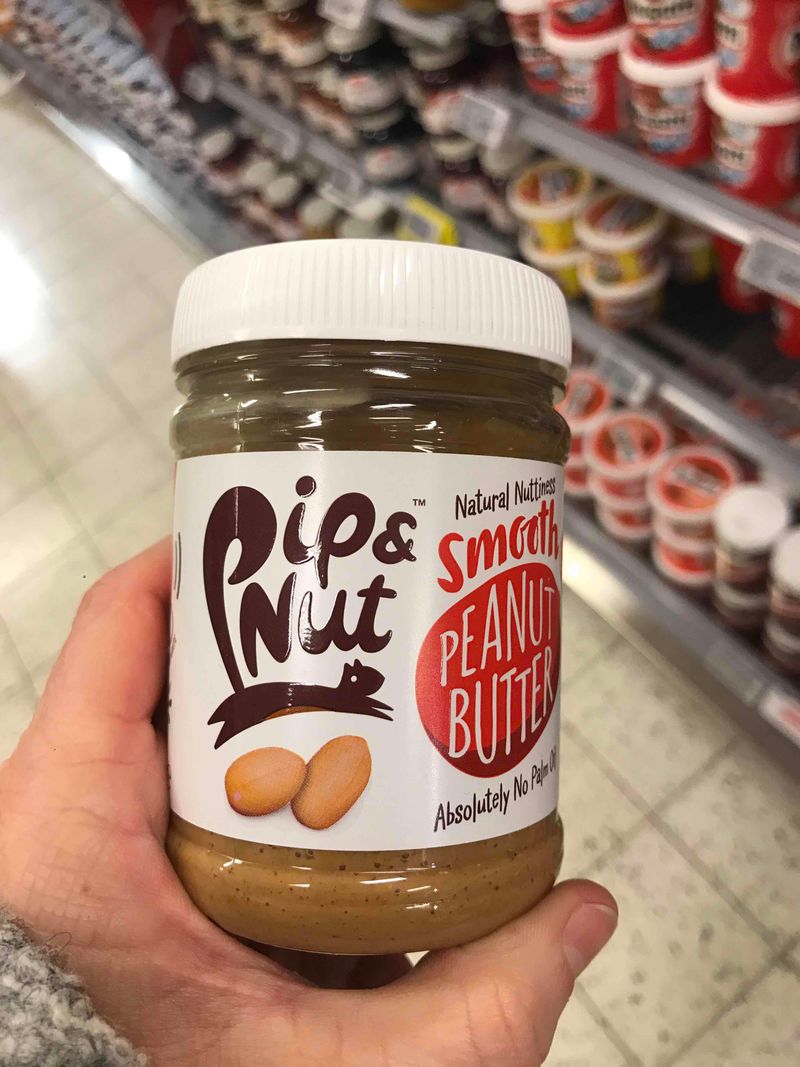 Pip&
Nut
TM
Natural Nuttiness
Smooth
PEANUT
BUTTER
Absolutely No Palm Oil